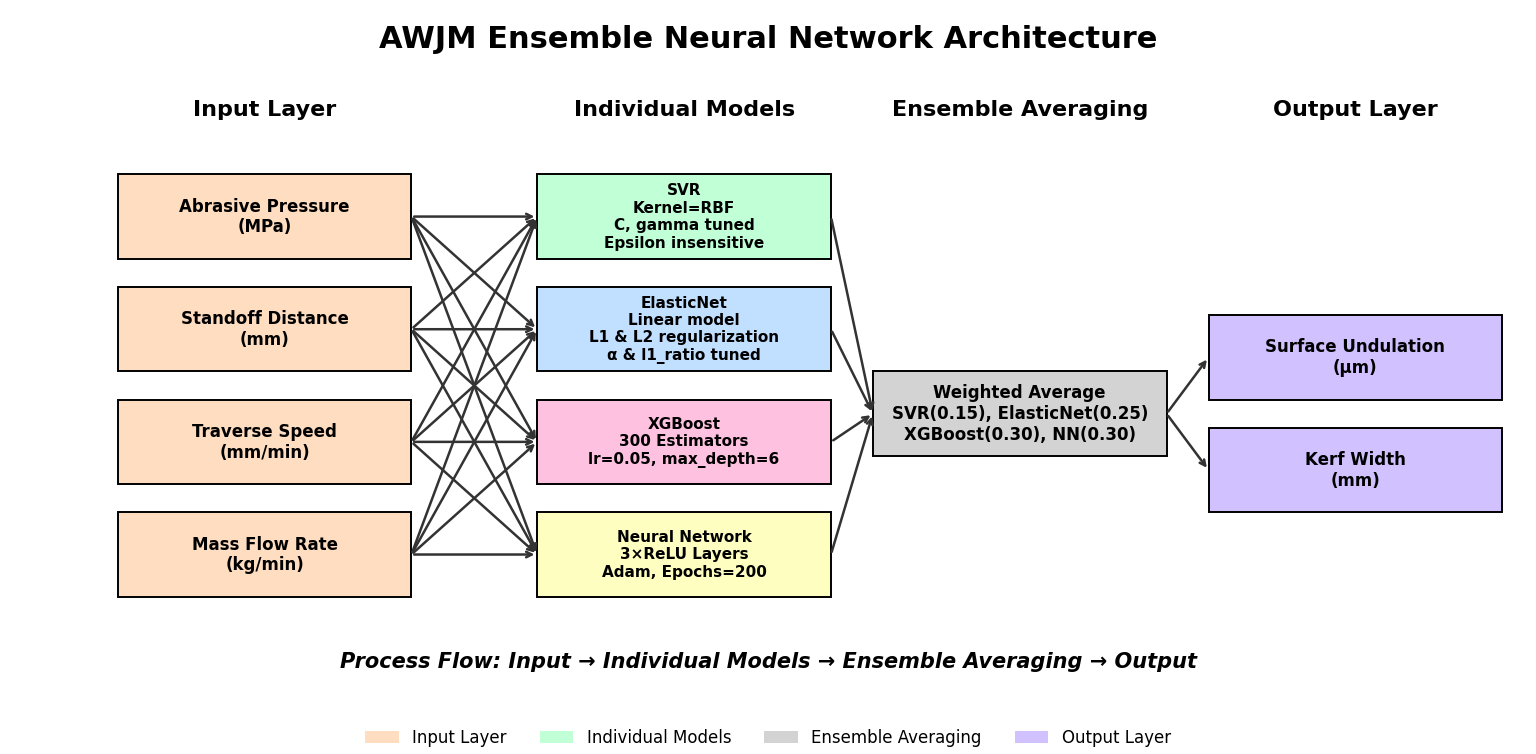 AWJM Ensemble Neural Network Architecture
Input Layer
Individual Models
Ensemble Averaging
Output Layer
Abrasive Pressure
(MPa)
Standoff Distance
(mm)
Traverse Speed
(mm/min)
Mass Flow Rate
(kg/min)
SVR
Kernel=RBF
C, gamma tuned
Epsilon insensitive
ElasticNet
Linear model
L1 & L2 regularization
α & l1_ratio tuned
XGBoost
300 Estimators
lr=0.05, max_depth=6
Neural Network
3×ReLU Layers
Adam, Epochs=200
Weighted Average
SVR(0.15), ElasticNet(0.25)
XGBoost(0.30), NN(0.30)
Surface Undulation
(µm)
Kerf Width
(mm)
Process Flow: Input → Individual Models → Ensemble Averaging → Output
Input Layer
Individual Models
Ensemble Averaging
Output Layer